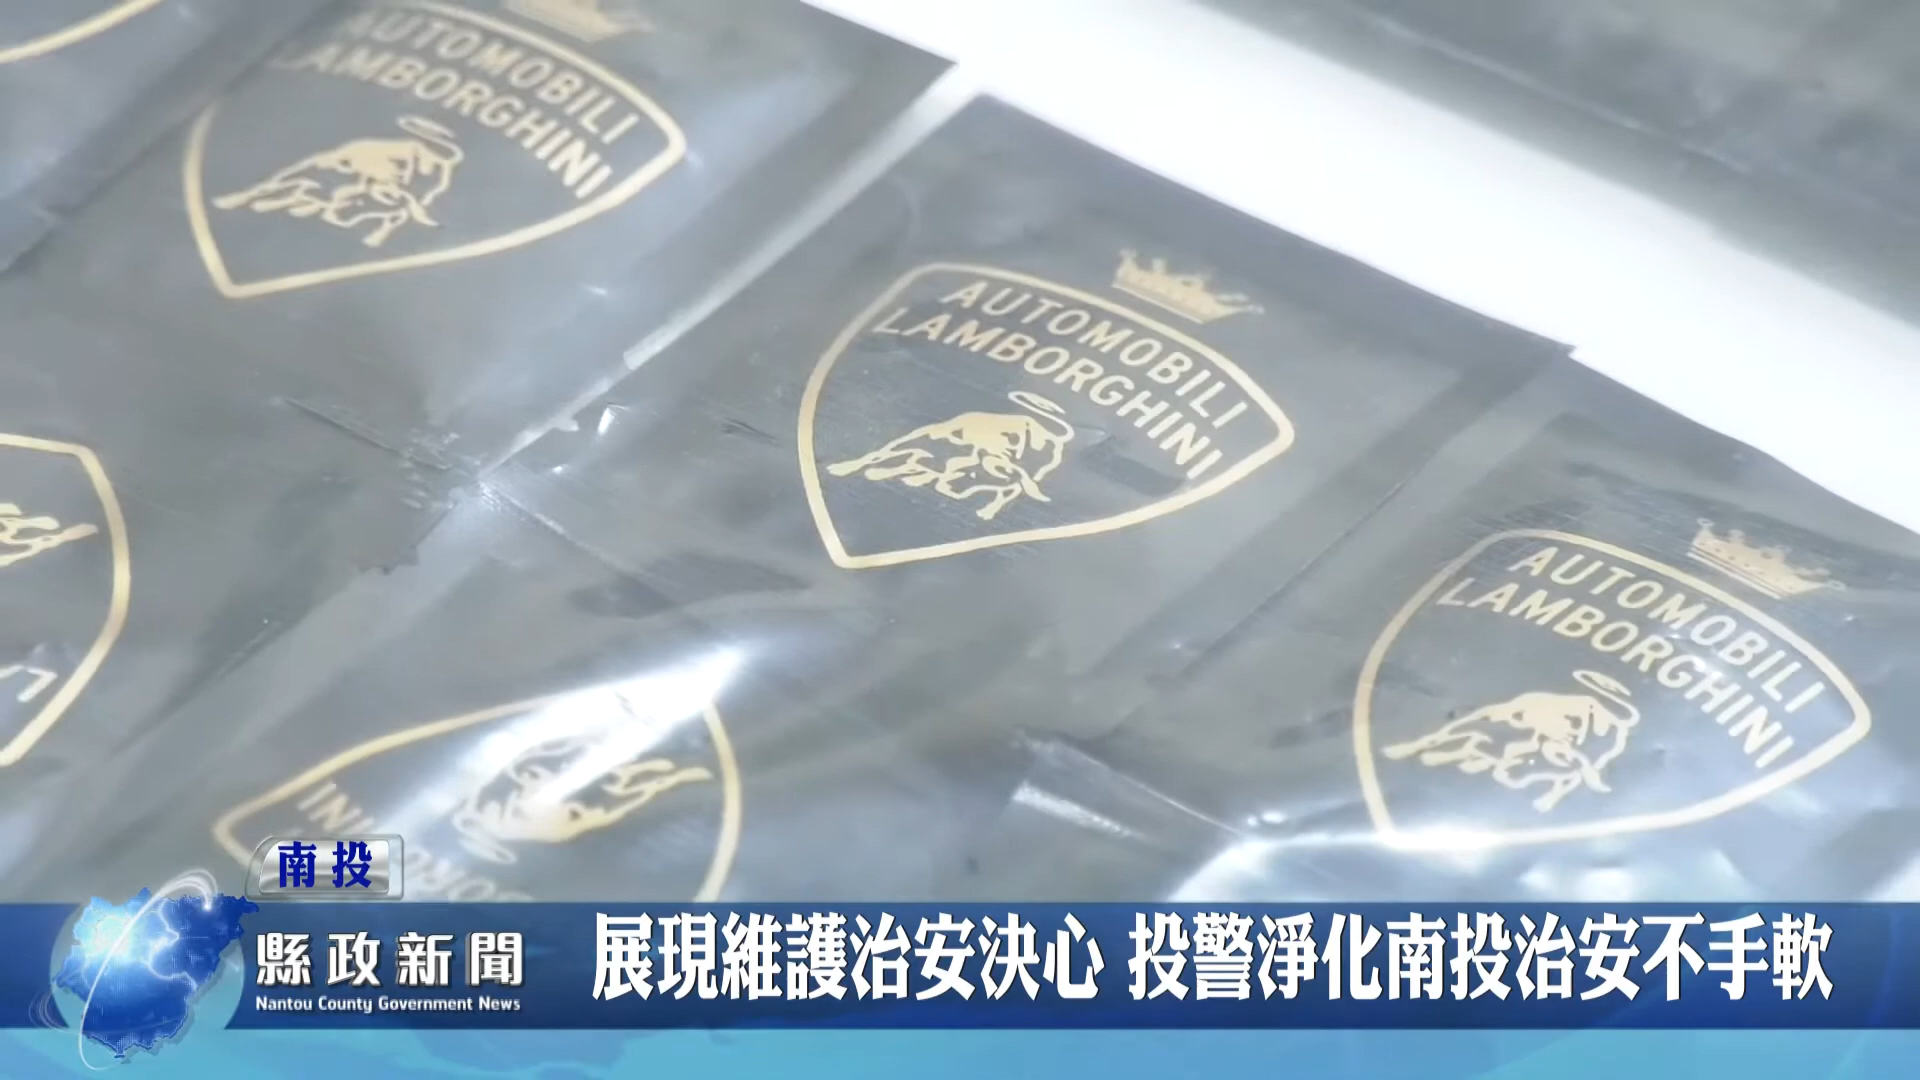 AUTOMOBILI
LAMBORGHINI
AUTOMOBILI
LAMBORGHINI
AUTOMOBILI
LAMBORGHINI
南投
縣政新聞
Nantou County Government News
展現維護治安決心 投警淨化南投治安不手軟